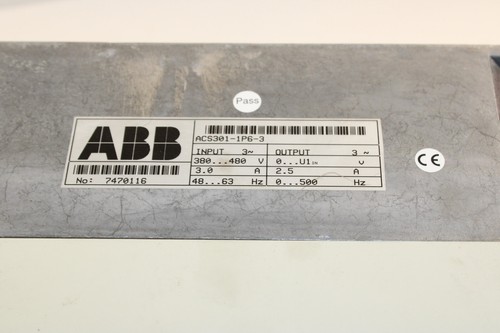 Pass
ABB
ACS301-1P6-3
INPUT 3~ OUTPUT 3~
380...480 V 0...U1IN V
3.0 A 2.5 A
48...63 Hz 0...500 Hz
No: 7470116
CE